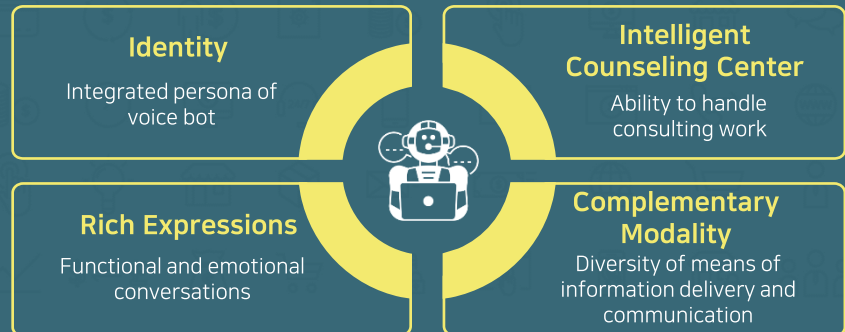 Identity
Integrated persona of
voice bot
Intelligent
Counseling Center
Ability to handle
consulting work
Rich Expressions
Functional and emotional
conversations
Complementary
Modality
Diversity of means of
information delivery and
communication